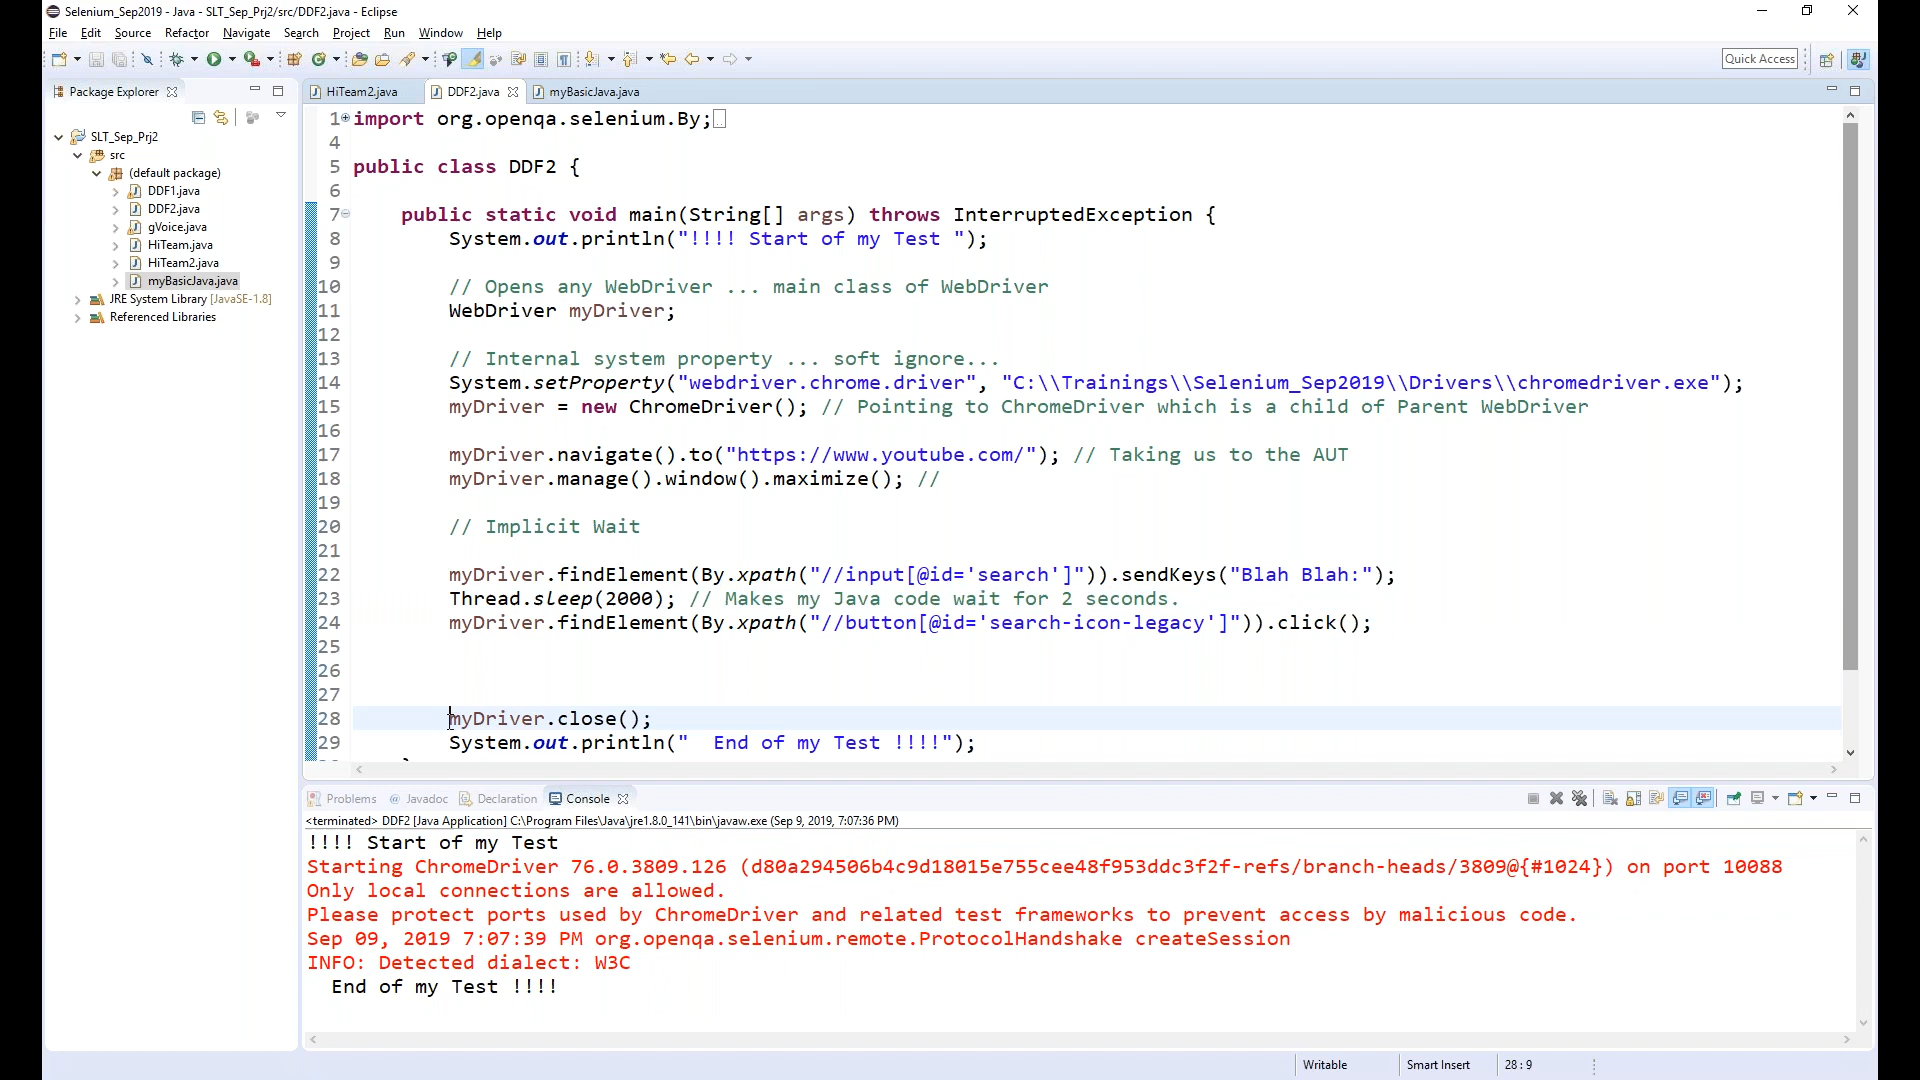 Selenium_Sep2019 - Java - SLT_Sep_Prj2/src/DDF2.java - Eclipse
File Edit Source Refactor Navigate Search Project Run Window Help
Quick Access
Package Explorer
SLT_Sep_Prj2
src
(default package)
DDF1.java
DDF2.java
gVoice.java
HiTeam.java
HiTeam2.java
myBasicJava.java
JRE System Library [JavaSE-1.8]
Referenced Libraries
HiTeam2.java DDF2.java myBasicJava.java
1 import org.openqa.selenium.By;
4
5 public class DDF2 {
6
7 public static void main(String[] args) throws InterruptedException {
8 System.out.println("!!!! Start of my Test ");
9
10 // Opens any WebDriver ... main class of WebDriver
11 WebDriver myDriver;
12
13 // Internal system property ... soft ignore...
14 System.setProperty("webdriver.chrome.driver", "C:\\Trainings\\Selenium_Sep2019\\Drivers\\chromedriver.exe");
15 myDriver = new ChromeDriver(); // Pointing to ChromeDriver which is a child of Parent WebDriver
16
17 myDriver.navigate().to("https://www.youtube.com/"); // Taking us to the AUT
18 myDriver.manage().window().maximize(); //
19
20 // Implicit Wait
21
22 myDriver.findElement(By.xpath("//input[@id='search']")).sendKeys("Blah Blah:");
23 Thread.sleep(2000); // Makes my Java code wait for 2 seconds.
24 myDriver.findElement(By.xpath("//button[@id='search-icon-legacy']")).click();
25
26
27
28 myDriver.close();
29 System.out.println("  End of my Test !!!!");
Problems @ Javadoc Declaration Console
<terminated> DDF2 [Java Application] C:\Program Files\Java\jre1.8.0_141\bin\javaw.exe (Sep 9, 2019, 7:07:36 PM)
!!!! Start of my Test
Starting ChromeDriver 76.0.3809.126 (d80a294506b4c9d18015e755cee48f953ddc3f2f-refs/branch-heads/3809@{#1024}) on port 10088
Only local connections are allowed.
Please protect ports used by ChromeDriver and related test frameworks to prevent access by malicious code.
Sep 09, 2019 7:07:39 PM org.openqa.selenium.remote.ProtocolHandshake createSession
INFO: Detected dialect: W3C
  End of my Test !!!!
Writable Smart Insert 28 : 9